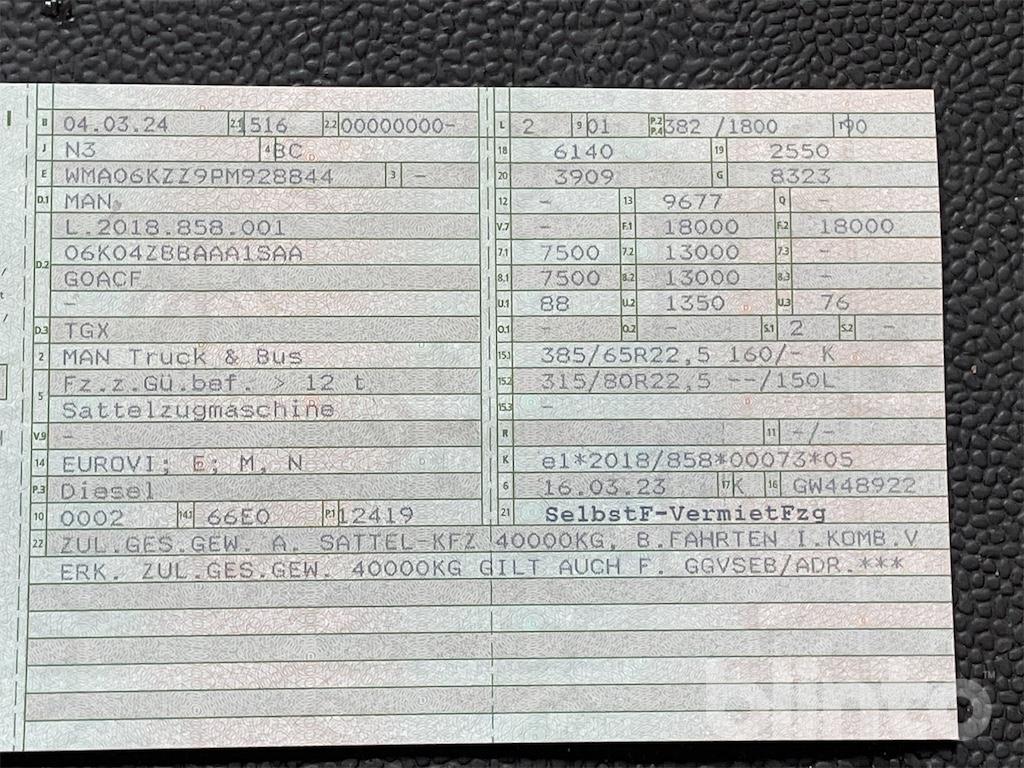 B 04.03.24 2.1 1516 2.2 00000000-
J N3 4 BC
E WMA06KZZ9PM928844 3 -
D.1 MAN
L.2018.858.001
D.2 06K04ZBBAAA1SAA
GOACF
-
D.3 TGX
2 MAN Truck & Bus
5 Fz.z.Gü.bef. > 12 t
Sattelzugmaschine
V.9 -
14 EUROVI; E; M, N
P.3 Diesel
10 0002 14.1 66E0 P.1 12419
L 2 9 01 P.2 P.4 382 /1800 T 90
18 6140 19 2550
20 3909 G 8323
12 - 13 9677 Q -
V.7 - F.1 18000 F.2 18000
7.1 7500 7.2 13000 7.3 -
8.1 7500 8.2 13000 8.3 -
U.1 88 U.2 1350 U.3 76
O.1 - O.2 - S.1 2 S.2 -
15.1 385/65R22,5 160/- K
15.2 315/80R22,5 --/150L
15.3 -
R 11 -/-
K e1*2018/858*00073*05
6 16.03.23 17 K 16 GW448922
21 SelbstF-VermietFzg
22 ZUL.GES.GEW. A. SATTEL-KFZ 40000KG, B.FAHRTEN I.KOMB.V
ERK. ZUL.GES.GEW. 40000KG GILT AUCH F. GGVSEB/ADR.***
blinto™